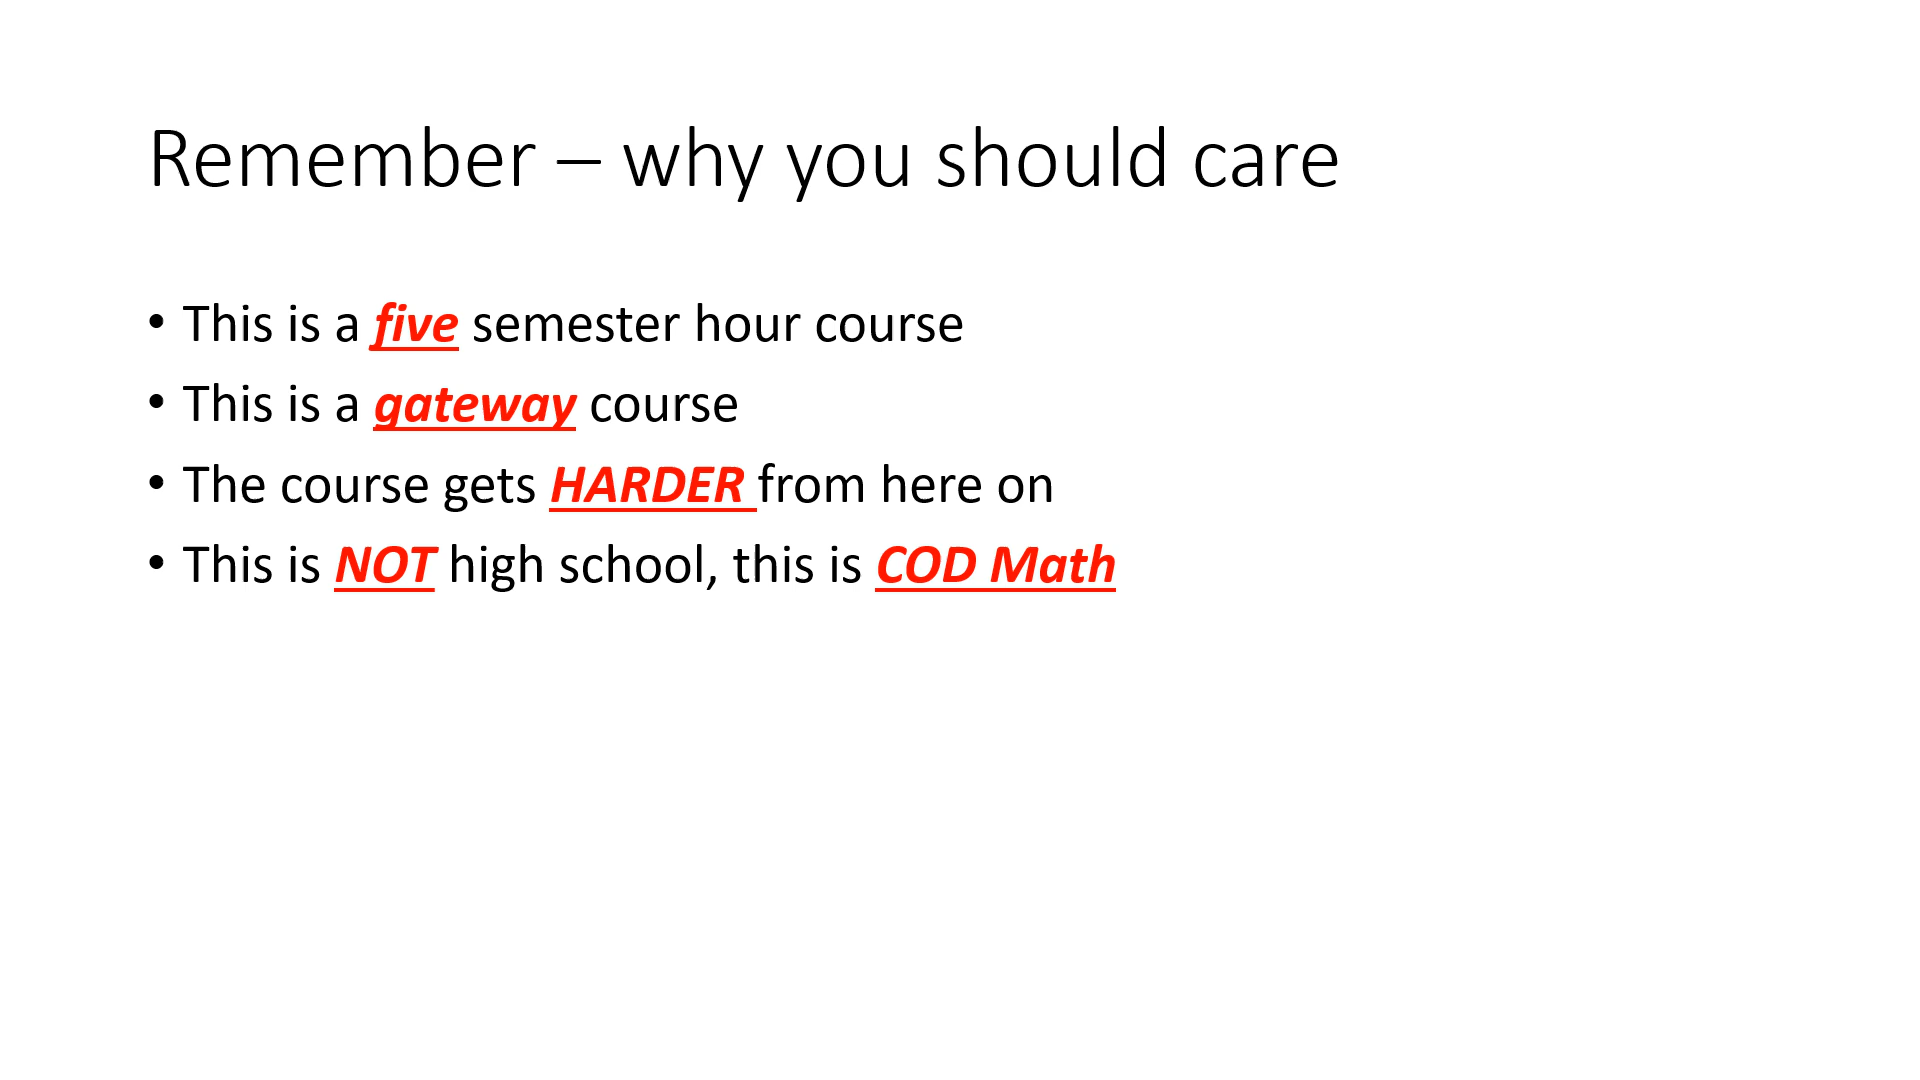 Remember – why you should care
• This is a five semester hour course
• This is a gateway course
• The course gets HARDER from here on
• This is NOT high school, this is COD Math